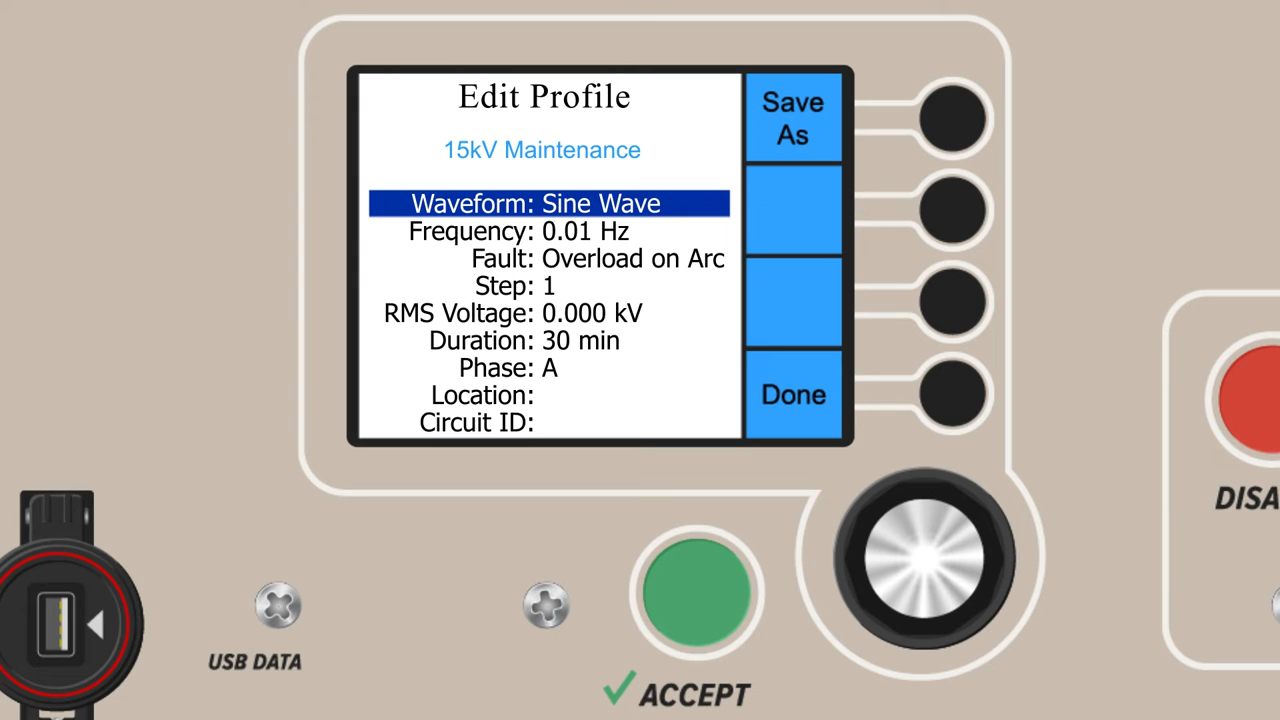 Edit Profile
15kV Maintenance
Waveform: Sine Wave
Frequency: 0.01 Hz
Fault: Overload on Arc
Step: 1
RMS Voltage: 0.000 kV
Duration: 30 min
Phase: A
Location:
Circuit ID:
Save
As
Done
DISA
USB DATA
ACCEPT